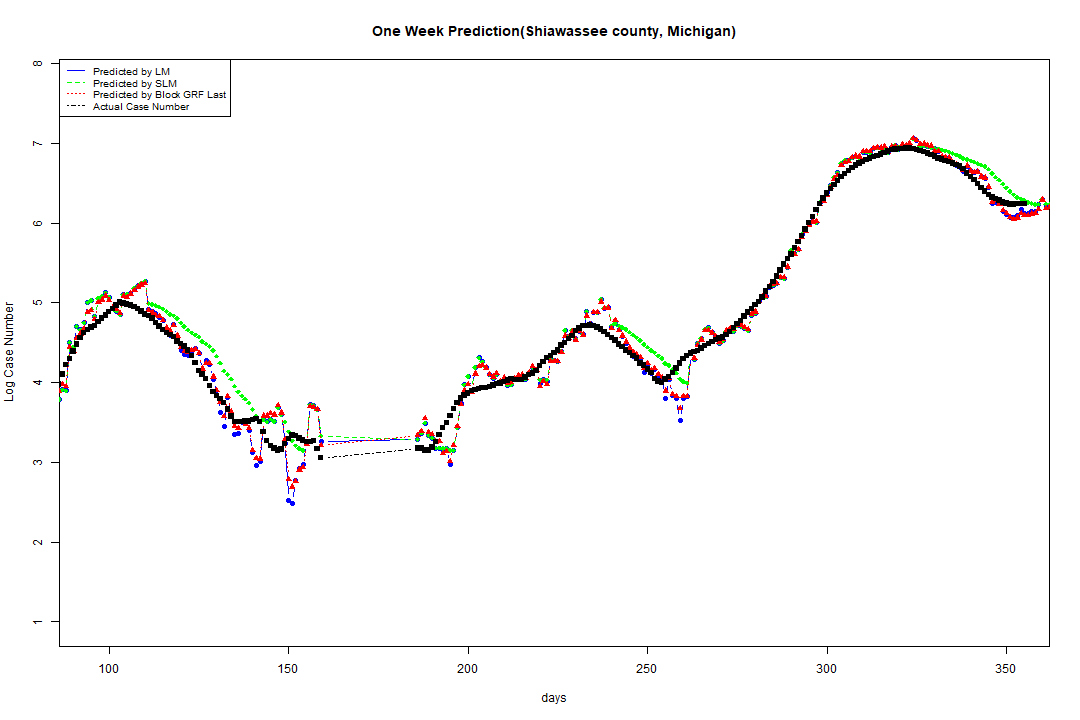 One Week Prediction(Shiawassee county, Michigan)
Predicted by LM
Predicted by SLM
Predicted by Block GRF Last
Actual Case Number
Log Case Number
8
7
6
5
4
3
2
1
100 150 200 250 300 350
days